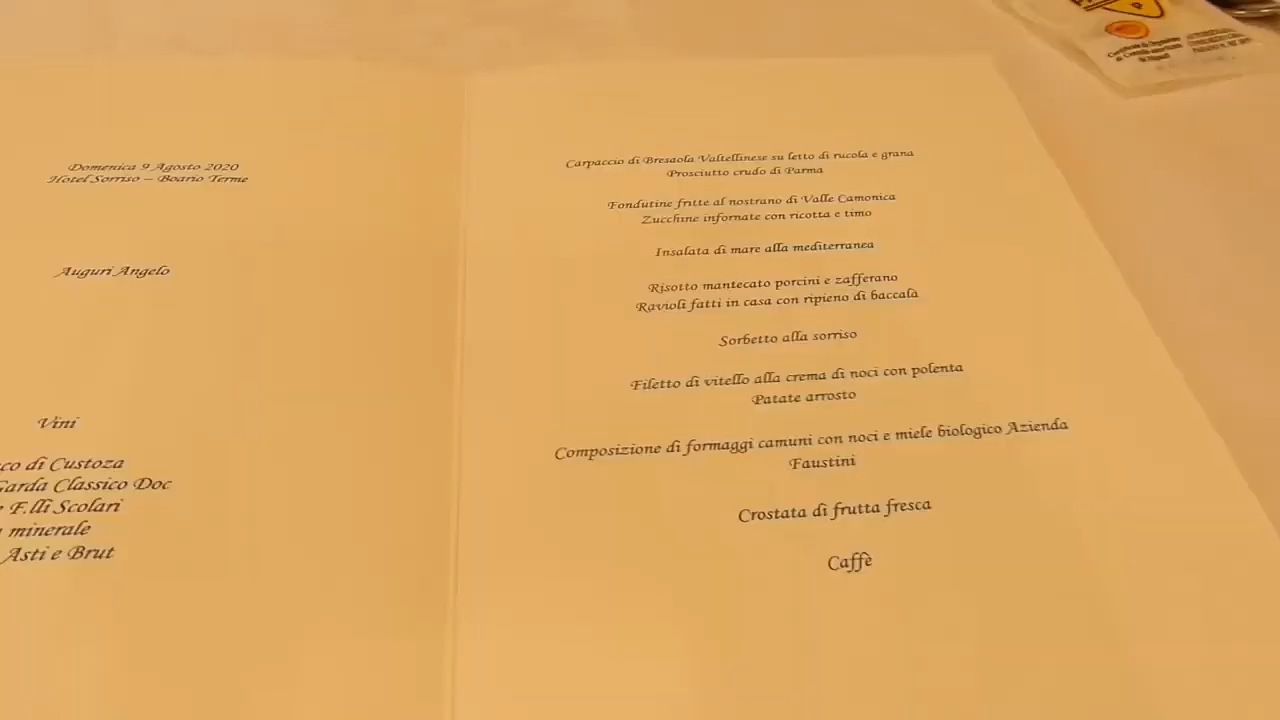 Domenica 9 Agosto 2020
Hotel Sorriso – Boario Terme
Auguri Angelo
Vini
di Custoza
Garda Classico Doc
F.lli Scolari
minerale
Asti e Brut
Carpaccio di Bresaola Valtellinese su letto di rucola e grana
Prosciutto crudo di Parma
Fondutine fritte al nostrano di Valle Camonica
Zucchine infornate con ricotta e timo
Insalata di mare alla mediterranea
Risotto mantecato porcini e zafferano
Ravioli fatti in casa con ripieno di baccalà
Sorbetto alla sorriso
Filetto di vitello alla crema di noci con polenta
Patate arrosto
Composizione di formaggi camuni con noci e miele biologico Azienda
Faustini
Crostata di frutta fresca
Caffè